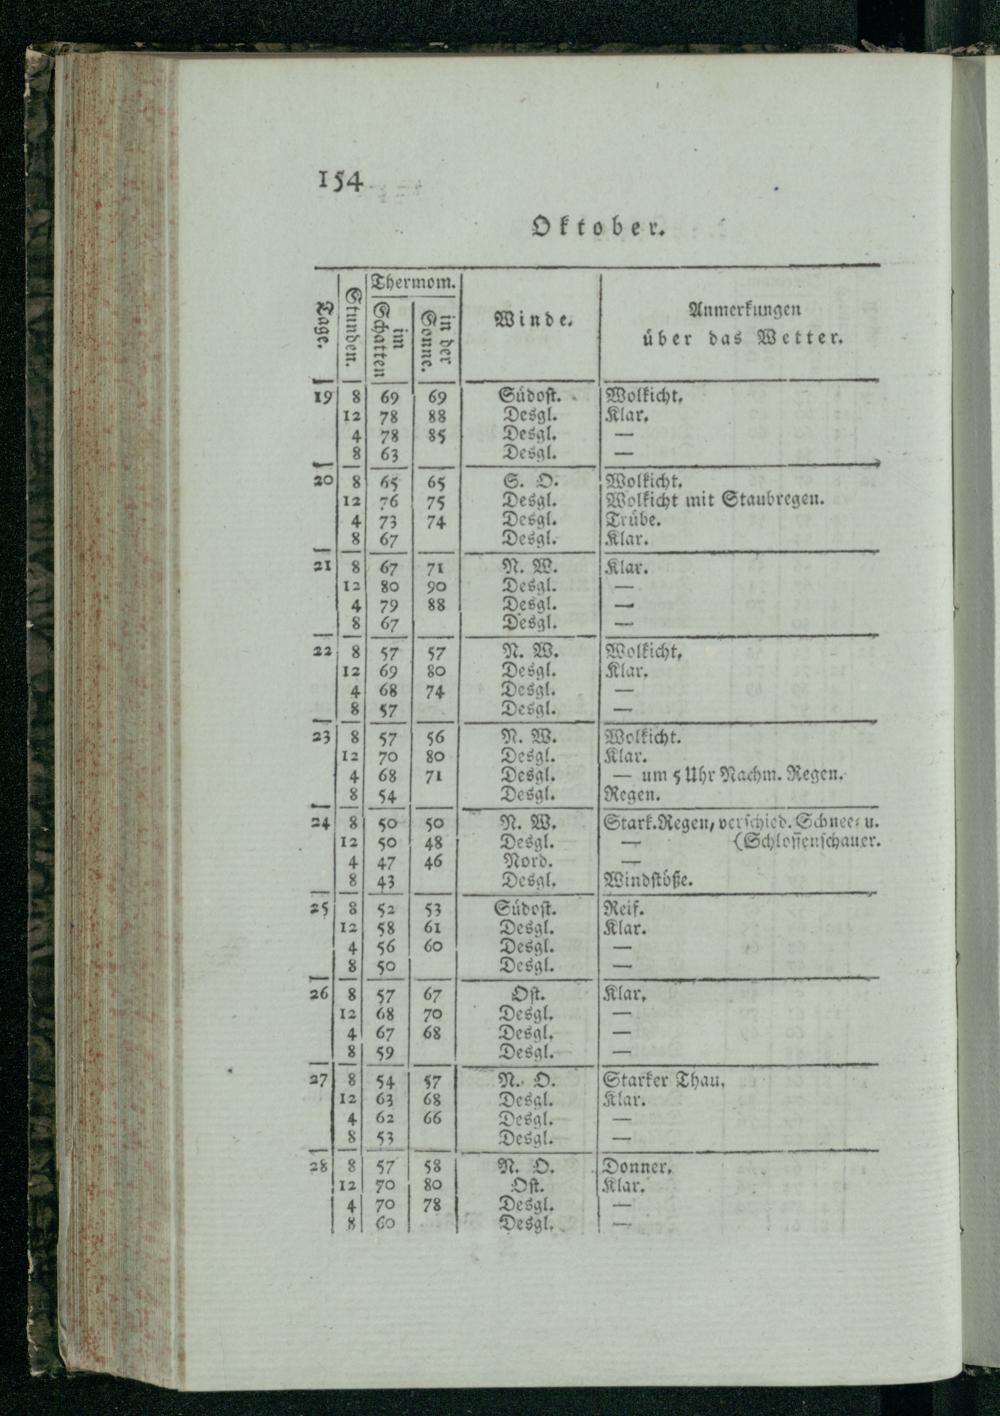 154
Oktober.
Tage. Stunden. Thermom. im Schatten in der Sonne. Winde. Anmerkungen über das Wetter.
19 8 69 69 Südost. Wolkicht.
12 78 88 Desgl. Klar.
4 78 85 Desgl. —
8 63 Desgl. —
20 8 65 65 S. O. Wolkicht.
12 76 75 Desgl. Wolkicht mit Staubregen.
4 73 74 Desgl. Trübe.
8 67 Desgl. Klar.
21 8 67 71 N. W. Klar.
12 80 90 Desgl. —
4 79 88 Desgl. —
8 67 Desgl. —
22 8 57 57 N. W. Wolkicht.
12 69 80 Desgl. Klar.
4 68 74 Desgl. —
8 57 Desgl. —
23 8 57 56 N. W. Wolkicht.
12 70 80 Desgl. Klar.
4 68 71 Desgl. — um 5 Uhr Nachm. Regen.
8 54 Desgl. Regen.
24 8 50 50 N. W. Stark. Regen, verschied. Schnee- u.
12 50 48 Desgl. — (Schlossenschauer.
4 47 46 Nord. —
8 43 Desgl. Windstöße.
25 8 52 53 Südost. Reif.
12 58 61 Desgl. Klar.
4 56 60 Desgl. —
8 50 Desgl. —
26 8 57 67 Ost. Klar.
12 68 70 Desgl. —
4 67 68 Desgl. —
8 59 Desgl. —
27 8 54 57 N. O. Starker Thau.
12 63 68 Desgl. Klar.
4 62 66 Desgl. —
8 53 Desgl. —
28 8 57 58 N. O. Donner.
12 70 80 Ost. Klar.
4 70 78 Desgl. —
8 60 Desgl. —